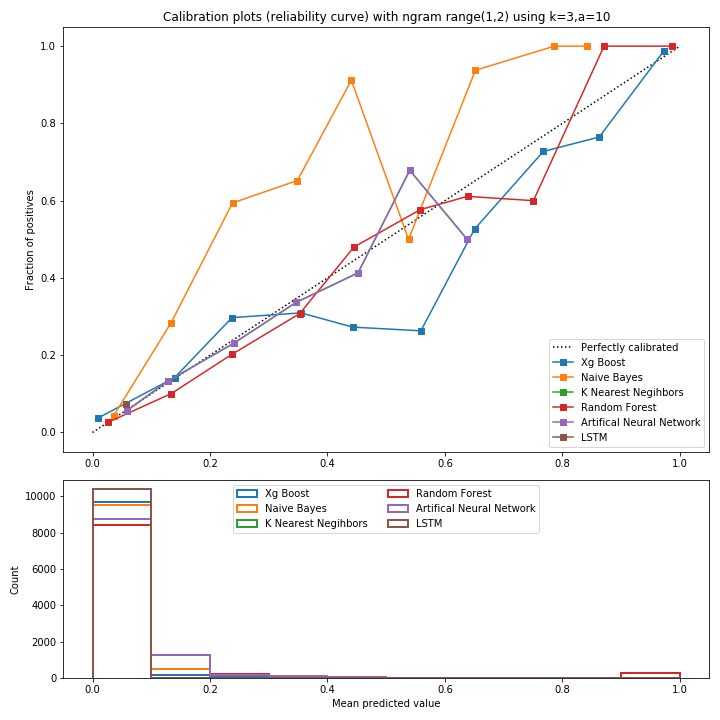 Calibration plots (reliability curve) with ngram range(1,2) using k=3,a=10
1.0
0.8
0.6
0.4
0.2
0.0
Fraction of positives
Perfectly calibrated
Xg Boost
Naive Bayes
K Nearest Negihbors
Random Forest
Artifical Neural Network
LSTM
0.0 0.2 0.4 0.6 0.8 1.0
10000
8000
6000
4000
2000
0
Count
Xg Boost Random Forest
Naive Bayes Artifical Neural Network
K Nearest Negihbors LSTM
0.0 0.2 0.4 0.6 0.8 1.0
Mean predicted value